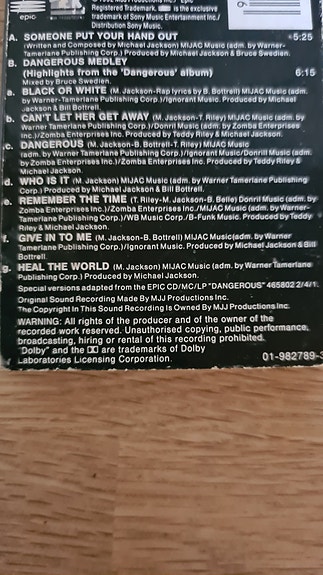 epic
© 1992 MJJ Productions Inc./"Epic"
Registered Trademark. is the exclusive
trademark of Sony Music Entertainment Inc./
Distribution Sony Music.
A. SOMEONE PUT YOUR HAND OUT 5:25
(Written and Composed by Michael Jackson) MIJAC Music (adm. by Warner-
Tamerlane Publishing Corp.) Produced by Michael Jackson & Bruce Swedien.
B. DANGEROUS MEDLEY
(Highlights from the 'Dangerous' album) 6:15
Mixed by Bruce Swedien.
a. BLACK OR WHITE (M. Jackson-Rap lyrics by B. Bottrell) MIJAC Music (adm.
by Warner-Tamerlane Publishing Corp.)/Ignorant Music. Produced by Michael
Jackson & Bill Bottrell.
b. CAN'T LET HER GET AWAY (M. Jackson-T. Riley) MIJAC Music (adm. by
Warner Tamerlane Publishing Corp.)/Donril Music (adm. by Zomba Enterprises
Inc.)/Zomba Enterprises Inc. Produced by Teddy Riley & Michael Jackson.
c. DANGEROUS (M. Jackson-B. Bottrell-T. Riley) MIJAC Music
(adm. by Warner-Tamerlane Publishing Corp.)/Ignorant Music/Donril Music (adm.
by Zomba Enterprises Inc.)/Zomba Enterprises Inc. Produced by Teddy Riley &
Michael Jackson.
d. WHO IS IT (M. Jackson) MIJAC Music (adm. by Warner Tamerlane Publishing
Corp.) Produced by Michael Jackson & Bill Bottrell.
e. REMEMBER THE TIME (T. Riley-M. Jackson-B. Belle) Donril Music (adm. by
Zomba Enterprises Inc.)/Zomba Enterprises Inc./MIJAC Music (adm. by Warner-
Tamerlane Publishing Corp.)/WB Music Corp./B-Funk Music. Produced by Teddy
Riley & Michael Jackson.
f. GIVE IN TO ME (M. Jackson-B. Bottrell) MIJAC Music(adm. by Warner
Tamerlane Publishing Corp.)/Ignorant Music. Produced by Michael Jackson & Bill
Bottrell.
g. HEAL THE WORLD (M. Jackson) MIJAC Music (adm. by Warner Tamerlane
Publishing Corp.) Produced by Michael Jackson.
Special versions adapted from the EPIC CD/MC/LP "DANGEROUS" 465802 2/4/1.
Original Sound Recording Made By MJJ Productions Inc.
The Copyright In This Sound Recording Is Owned By MJJ Productions Inc.
WARNING: All rights of the producer and of the owner of the
recorded work reserved. Unauthorised copying, public performance,
broadcasting, hiring or rental of this recording prohibited.
"Dolby" and the are trademarks of Dolby
Laboratories Licensing Corporation. 01-982789-3